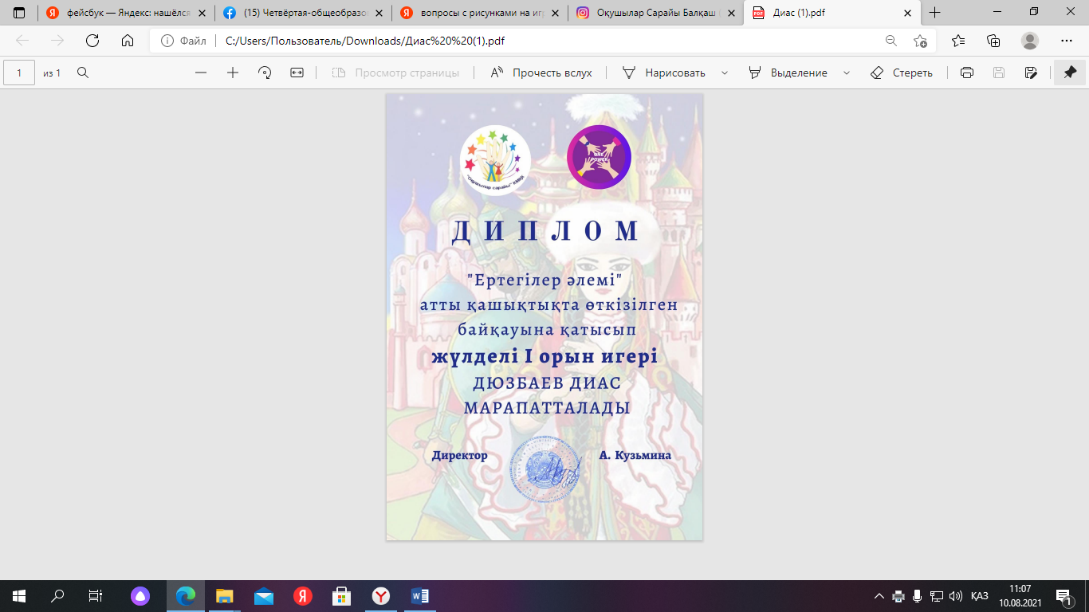 фейсбук — Яндекс: нашёлся
(15) Четвёртая-общеобразо
вопросы с рисунками на иг
Оқушылар Сарайы Балқаш (
Диас (1).pdf
Файл
C:/Users/Пользователь/Downloads/Диас%20%20(1).pdf
1
из 1
Просмотр страницы
Прочесть вслух
Нарисовать
Выделение
Стереть
ДИПЛОМ
"Ертегілер әлемі"
атты қашықтықта өткізілген
байқауына қатысып
жүлделі I орын игері
ДЮЗБАЕВ ДИАС
МАРАПАТТАЛАДЫ
Директор
А. Кузьмина
ҚАЗ
11:07
10.08.2021
1